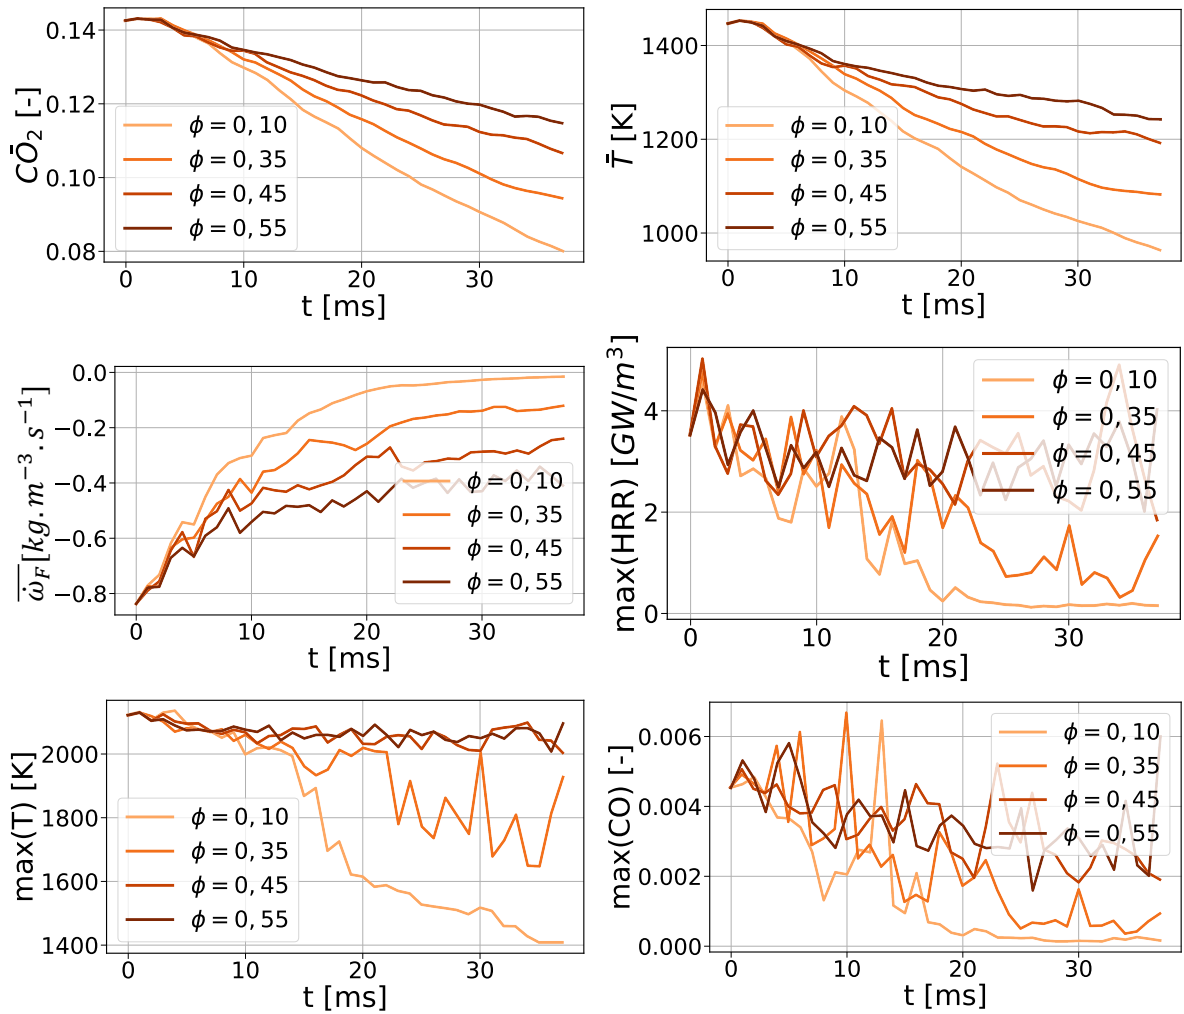 0.14
0.12
0.10
0.08
C̄O̅₂ [-]
ϕ = 0, 10
ϕ = 0, 35
ϕ = 0, 45
ϕ = 0, 55
0 10 20 30
t [ms]
1400
1200
1000
T̄ [K]
ϕ = 0, 10
ϕ = 0, 35
ϕ = 0, 45
ϕ = 0, 55
0 10 20 30
t [ms]
0.0
−0.2
−0.4
−0.6
−0.8
ω̇_F [kg.m⁻³.s⁻¹]
ϕ = 0, 10
ϕ = 0, 35
ϕ = 0, 45
ϕ = 0, 55
0 10 20 30
t [ms]
4
2
0
max(HRR) [GW/m³]
ϕ = 0, 10
ϕ = 0, 35
ϕ = 0, 45
ϕ = 0, 55
0 10 20 30
t [ms]
2000
1800
1600
1400
max(T) [K]
ϕ = 0, 10
ϕ = 0, 35
ϕ = 0, 45
ϕ = 0, 55
0 10 20 30
t [ms]
0.006
0.004
0.002
0.000
max(CO) [-]
ϕ = 0, 10
ϕ = 0, 35
ϕ = 0, 45
ϕ = 0, 55
0 10 20 30
t [ms]